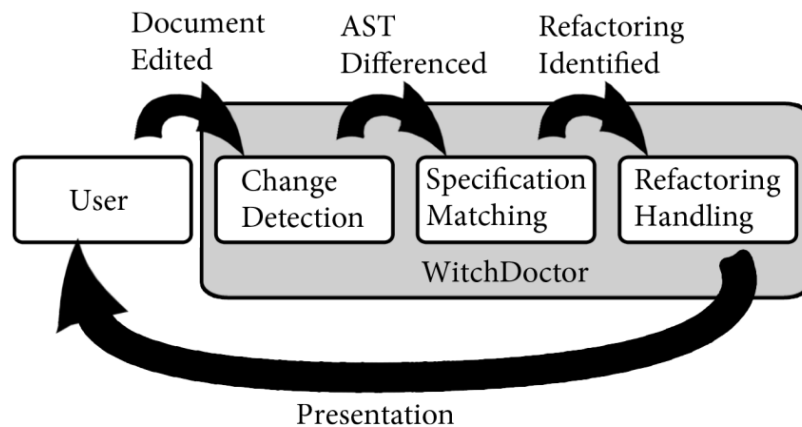 Document
Edited
AST
Differenced
Refactoring
Identified
User
Change
Detection
Specification
Matching
Refactoring
Handling
WitchDoctor
Presentation